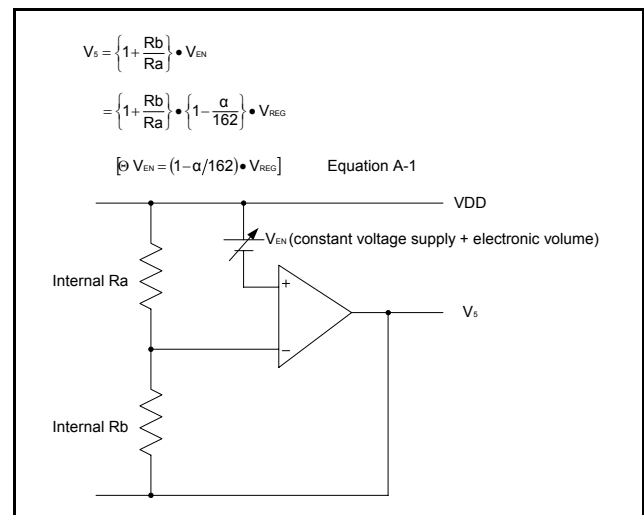 V₅ = {1 + Rb/Ra} • VEN
= {1 + Rb/Ra} • {1 − α/162} • VREG
[Θ VEN = (1−α/162) • VREG] Equation A-1
VDD
VEN (constant voltage supply + electronic volume)
Internal Ra
+
V₅
−
Internal Rb